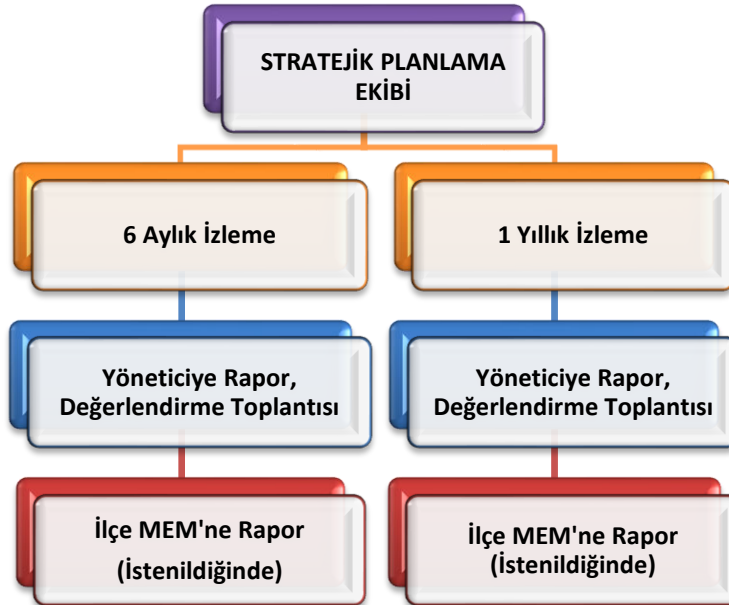 STRATEJİK PLANLAMA
EKİBİ
6 Aylık İzleme
1 Yıllık İzleme
Yöneticiye Rapor,
Değerlendirme Toplantısı
Yöneticiye Rapor,
Değerlendirme Toplantısı
İlçe MEM'ne Rapor
(İstenildiğinde)
İlçe MEM'ne Rapor
(İstenildiğinde)